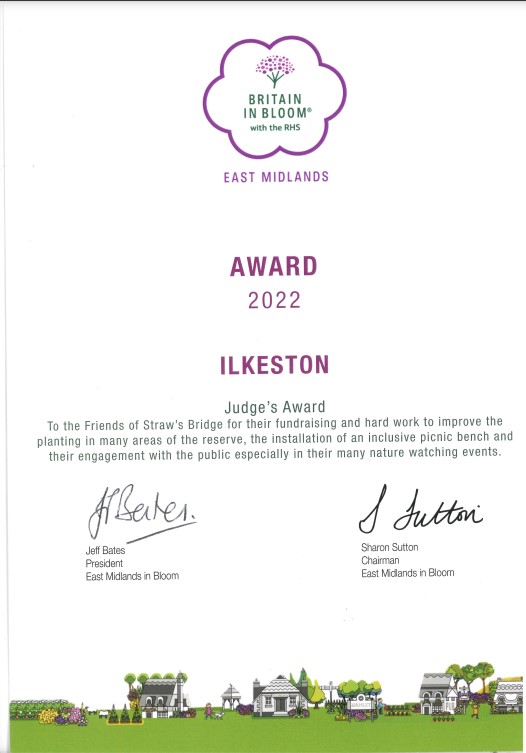 BRITAIN
IN BLOOM®
with the RHS
EAST MIDLANDS
AWARD
2022
ILKESTON
Judge's Award
To the Friends of Straw's Bridge for their fundraising and hard work to improve the
planting in many areas of the reserve, the installation of an inclusive picnic bench and
their engagement with the public especially in their many nature watching events.
JF Bates.
S Sutton
Jeff Bates
President
East Midlands in Bloom
Sharon Sutton
Chairman
East Midlands in Bloom